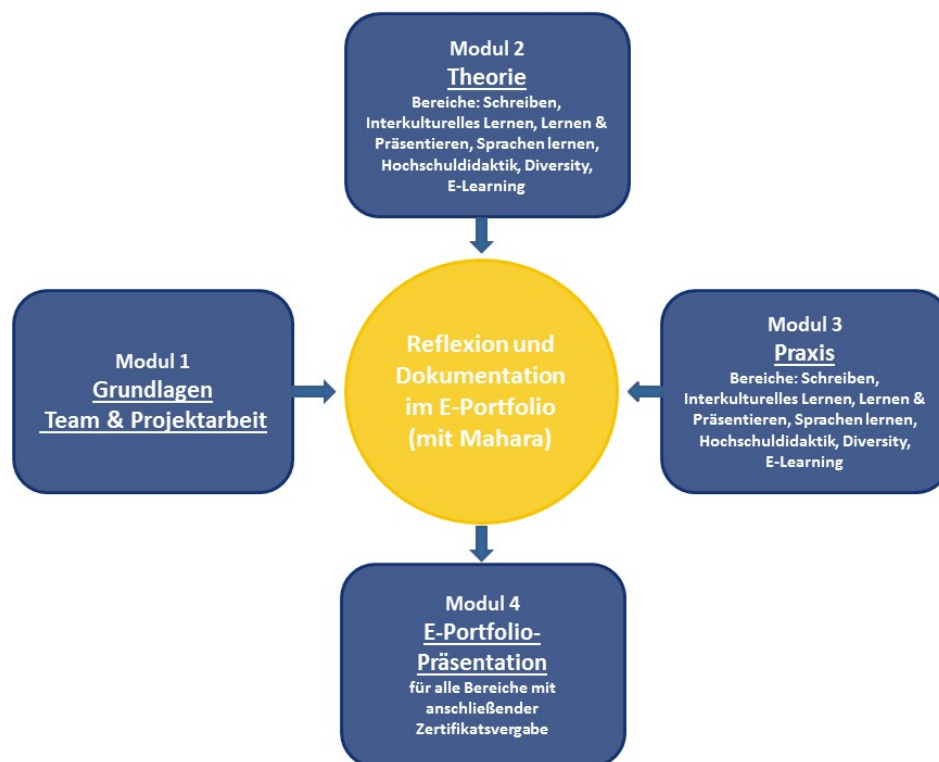 Modul 2
Theorie
Bereiche: Schreiben,
Interkulturelles Lernen, Lernen &
Präsentieren, Sprachen lernen,
Hochschuldidaktik, Diversity,
E-Learning
Modul 1
Grundlagen
Team & Projektarbeit
Reflexion und
Dokumentation
im E-Portfolio
(mit Mahara)
Modul 3
Praxis
Bereiche: Schreiben,
Interkulturelles Lernen, Lernen &
Präsentieren, Sprachen lernen,
Hochschuldidaktik, Diversity,
E-Learning
Modul 4
E-Portfolio-
Präsentation
für alle Bereiche mit
anschließender
Zertifikatsvergabe